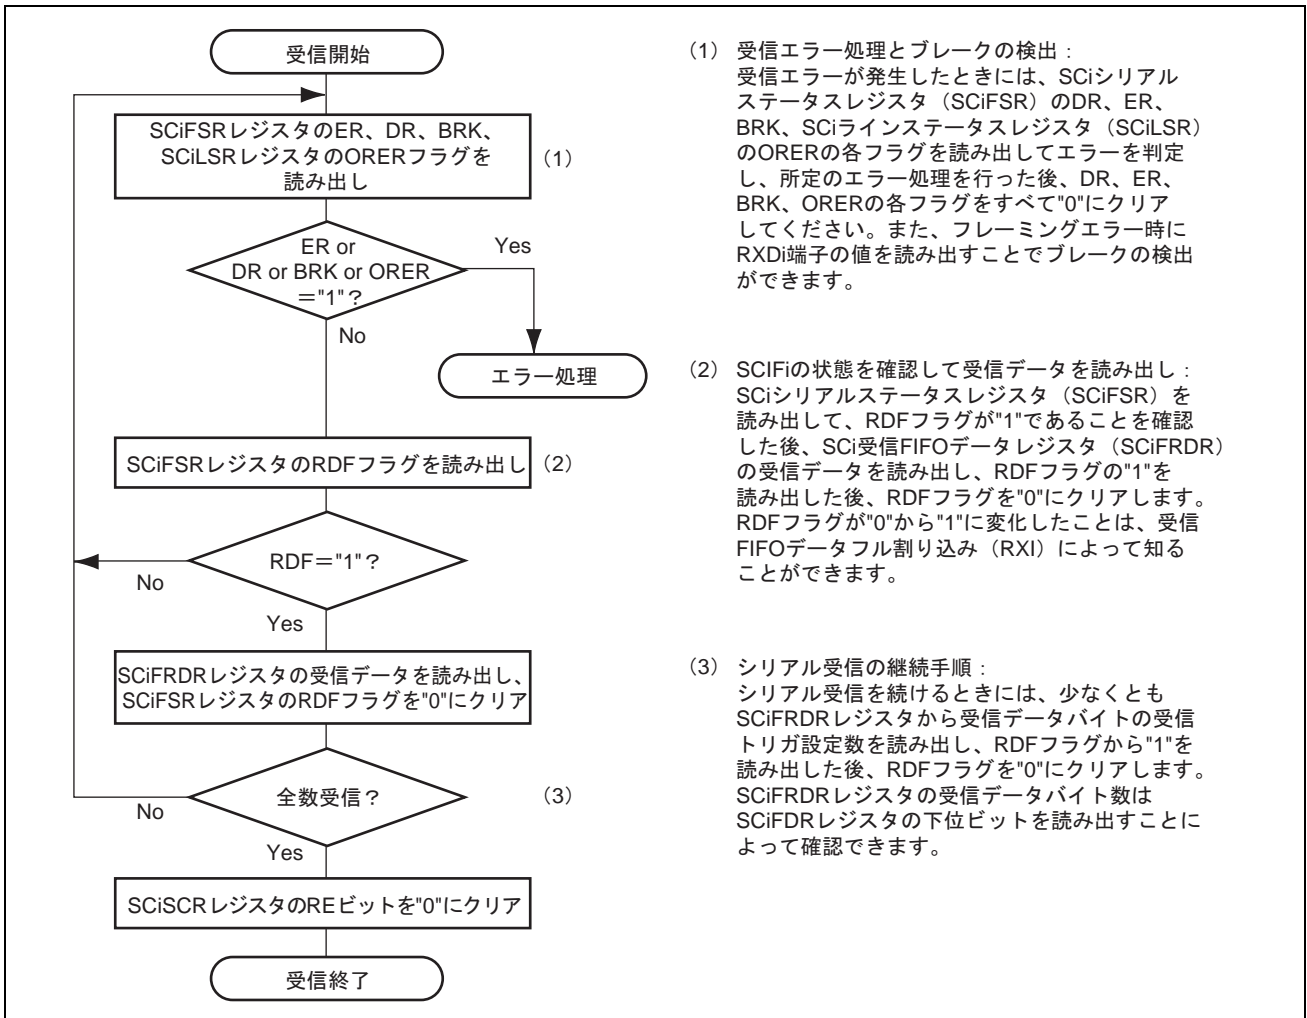 受信開始
SCiFSRレジスタのER、DR、BRK、
SCiLSRレジスタのORERフラグを
読み出し
（1）
ER or
DR or BRK or ORER
＝"1"？
Yes
No
エラー処理
SCiFSRレジスタのRDFフラグを読み出し
（2）
RDF＝"1"？
No
Yes
SCiFRDRレジスタの受信データを読み出し、
SCiFSRレジスタのRDFフラグを"0"にクリア
全数受信？
（3）
No
Yes
SCiSCRレジスタのREビットを"0"にクリア
受信終了
（1） 受信エラー処理とブレークの検出：
受信エラーが発生したときには、SCiシリアル
ステータスレジスタ（SCiFSR）のDR、ER、
BRK、SCiラインステータスレジスタ（SCiLSR）
のORERの各フラグを読み出してエラーを判定
し、所定のエラー処理を行った後、DR、ER、
BRK、ORERの各フラグをすべて"0"にクリア
してください。また、フレーミングエラー時に
RXDi端子の値を読み出すことでブレークの検出
ができます。
（2） SCIFiの状態を確認して受信データを読み出し：
SCiシリアルステータスレジスタ（SCiFSR）を
読み出して、RDFフラグが"1"であることを確認
した後、SCi受信FIFOデータレジスタ（SCiFRDR）
の受信データを読み出し、RDFフラグの"1"を
読み出した後、RDFフラグを"0"にクリアします。
RDFフラグが"0"から"1"に変化したことは、受信
FIFOデータフル割り込み（RXI）によって知る
ことができます。
（3） シリアル受信の継続手順：
シリアル受信を続けるときには、少なくとも
SCiFRDRレジスタから受信データバイトの受信
トリガ設定数を読み出し、RDFフラグから"1"を
読み出した後、RDFフラグを"0"にクリアします。
SCiFRDRレジスタの受信データバイト数は
SCiFDRレジスタの下位ビットを読み出すことに
よって確認できます。